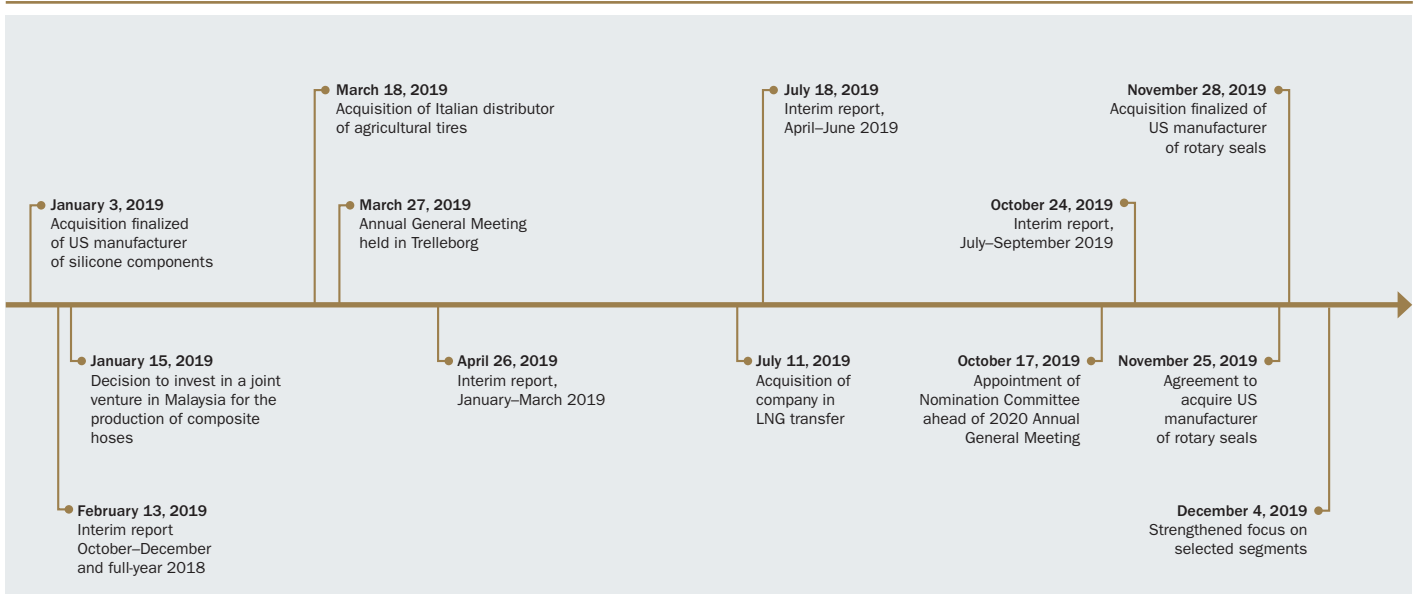 March 18, 2019
Acquisition of Italian distributor
of agricultural tires
July 18, 2019
Interim report,
April–June 2019
November 28, 2019
Acquisition finalized of
US manufacturer
of rotary seals
January 3, 2019
Acquisition finalized
of US manufacturer
of silicone components
March 27, 2019
Annual General Meeting
held in Trelleborg
October 24, 2019
Interim report,
July–September 2019
January 15, 2019
Decision to invest in a joint
venture in Malaysia for the
production of composite
hoses
April 26, 2019
Interim report,
January–March 2019
July 11, 2019
Acquisition of
company in
LNG transfer
October 17, 2019
Appointment of
Nomination Committee
ahead of 2020 Annual
General Meeting
November 25, 2019
Agreement to
acquire US
manufacturer
of rotary seals
February 13, 2019
Interim report
October–December
and full-year 2018
December 4, 2019
Strengthened focus on
selected segments